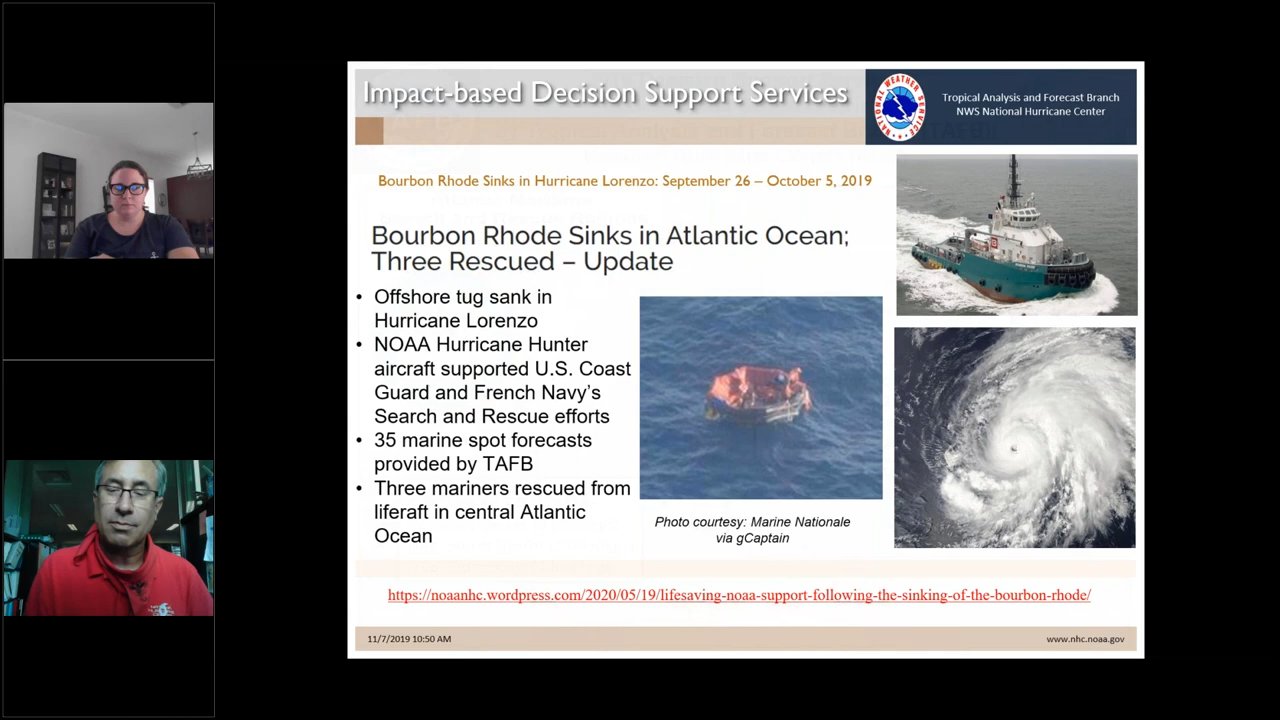 Impact-based Decision Support Services
NATIONAL WEATHER SERVICE
Tropical Analysis and Forecast Branch
NWS National Hurricane Center
Bourbon Rhode Sinks in Hurricane Lorenzo: September 26 – October 5, 2019
Bourbon Rhode Sinks in Atlantic Ocean;
Three Rescued – Update
• Offshore tug sank in
Hurricane Lorenzo
• NOAA Hurricane Hunter
aircraft supported U.S. Coast
Guard and French Navy’s
Search and Rescue efforts
• 35 marine spot forecasts
provided by TAFB
• Three mariners rescued from
liferaft in central Atlantic
Ocean
Photo courtesy: Marine Nationale
via gCaptain
https://noaanhc.wordpress.com/2020/05/19/lifesaving-noaa-support-following-the-sinking-of-the-bourbon-rhode/
11/7/2019 10:50 AM
www.nhc.noaa.gov